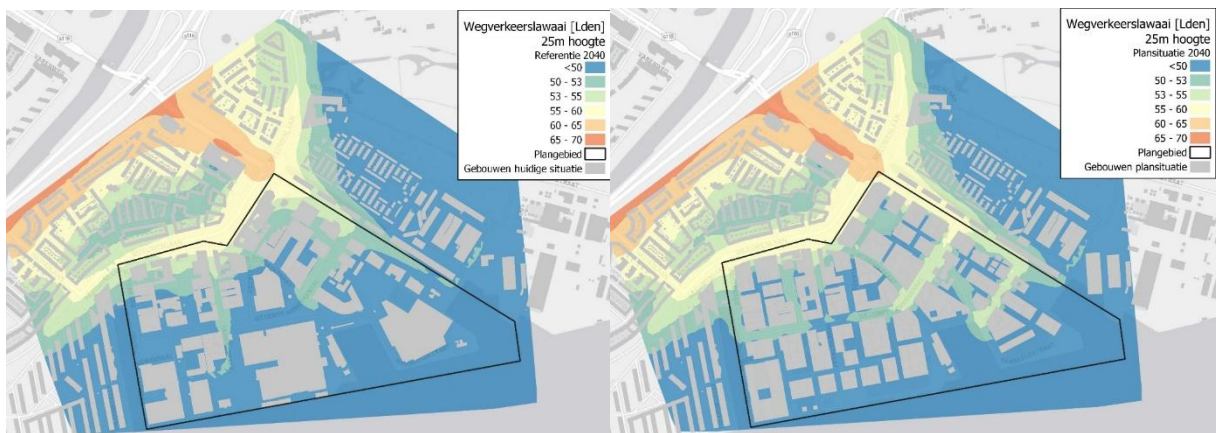 Wegverkeerslawaai [Lden]
25m hoogte
Referentie 2040
<50
50 - 53
53 - 55
55 - 60
60 - 65
65 - 70
Plangebied
Gebouwen huidige situatie
Wegverkeerslawaai [Lden]
25m hoogte
Plansituatie 2040
<50
50 - 53
53 - 55
55 - 60
60 - 65
65 - 70
Plangebied
Gebouwen plansituatie